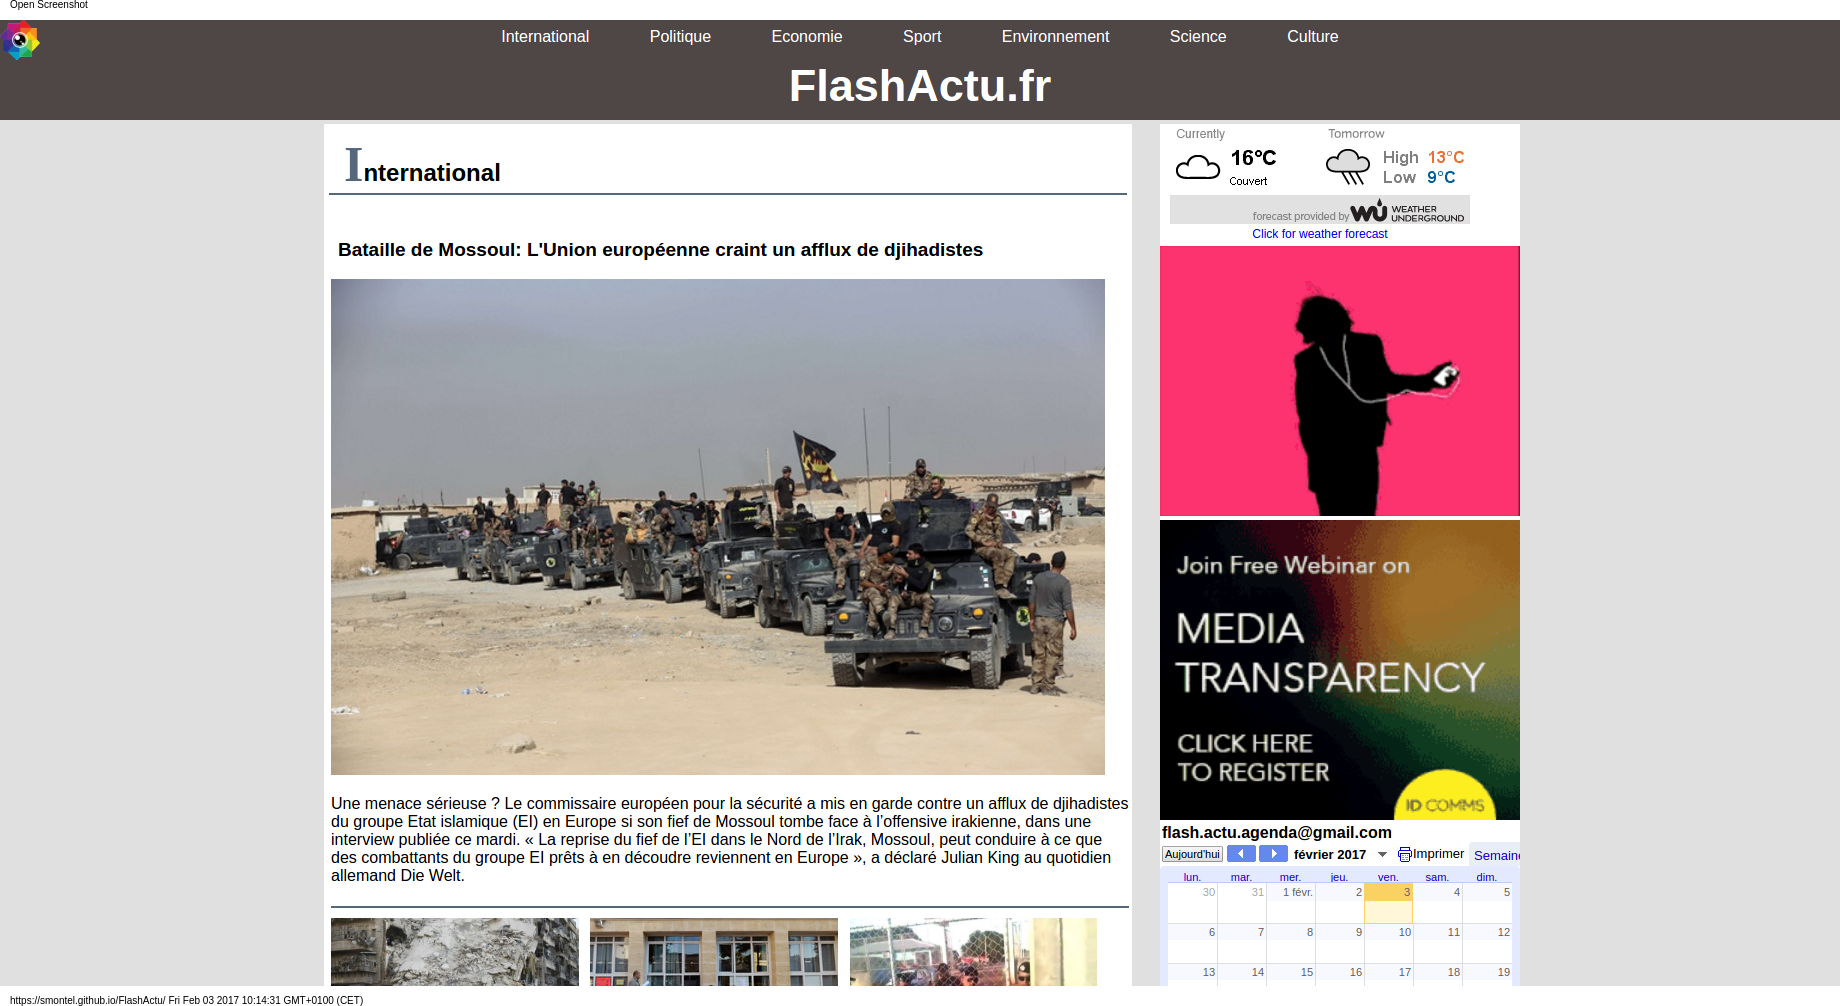 Open Screenshot
International Politique Economie Sport Environnement Science Culture
FlashActu.fr
International
Bataille de Mossoul: L'Union européenne craint un afflux de djihadistes
Une menace sérieuse ? Le commissaire européen pour la sécurité a mis en garde contre un afflux de djihadistes
du groupe Etat islamique (EI) en Europe si son fief de Mossoul tombe face à l’offensive irakienne, dans une
interview publiée ce mardi. « La reprise du fief de l’EI dans le Nord de l’Irak, Mossoul, peut conduire à ce que
des combattants du groupe EI prêts à en découdre reviennent en Europe », a déclaré Julian King au quotidien
allemand Die Welt.
Currently Tomorrow
16°C High 13°C
Couvert Low 9°C
forecast provided by WU WEATHER UNDERGROUND
Click for weather forecast
Join Free Webinar on
MEDIA
TRANSPARENCY
CLICK HERE
TO REGISTER
ID COMMS
flash.actu.agenda@gmail.com
Aujourd'hui février 2017 Imprimer Semaine
lun. mar. mer. jeu. ven. sam. dim.
30 31 1 févr. 2 3 4 5
6 7 8 9 10 11 12
13 14 15 16 17 18 19
https://smontel.github.io/FlashActu/ Fri Feb 03 2017 10:14:31 GMT+0100 (CET)